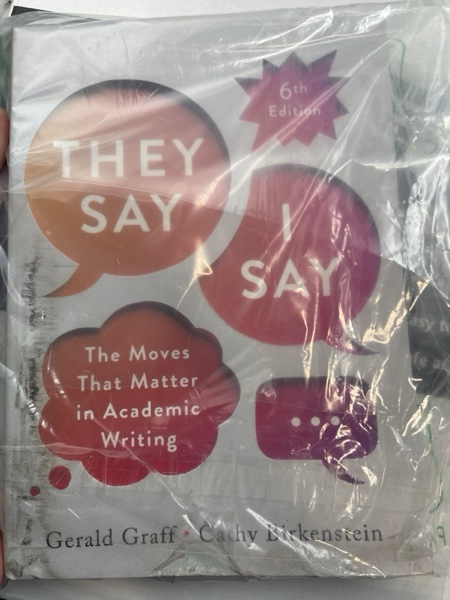 6th
Edition
THEY
SAY
I
SAY
The Moves
That Matter
in Academic
Writing
Gerald Graff • Cathy Birkenstein